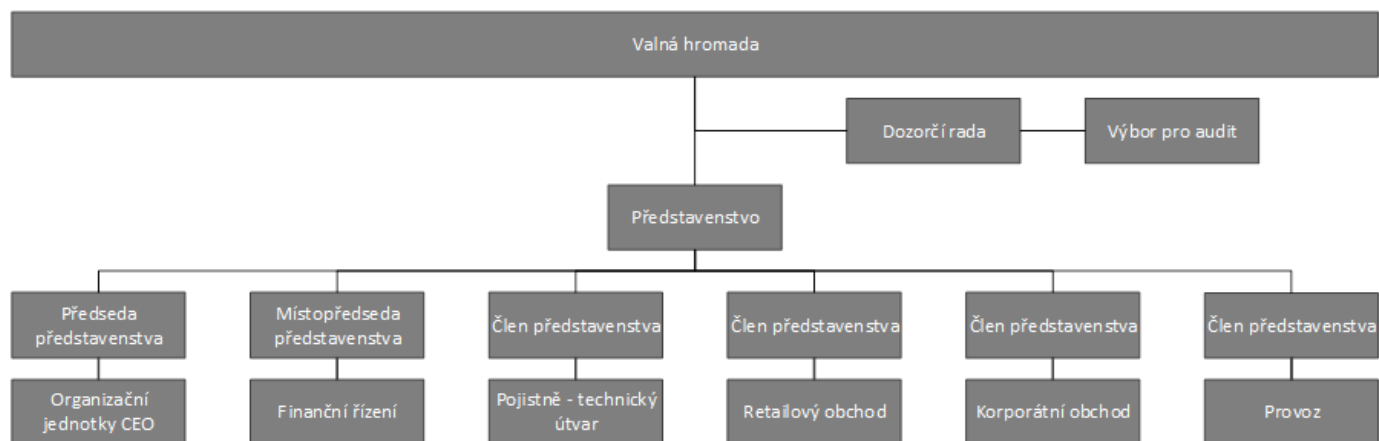 Valná hromada
Dozorčí rada
Výbor pro audit
Představenstvo
Předseda
představenstva
Místopředseda
představenstva
Člen představenstva
Člen představenstva
Člen představenstva
Člen představenstva
Organizační
jednotky CEO
Finanční řízení
Pojistně - technický
útvar
Retailový obchod
Korporátní obchod
Provoz